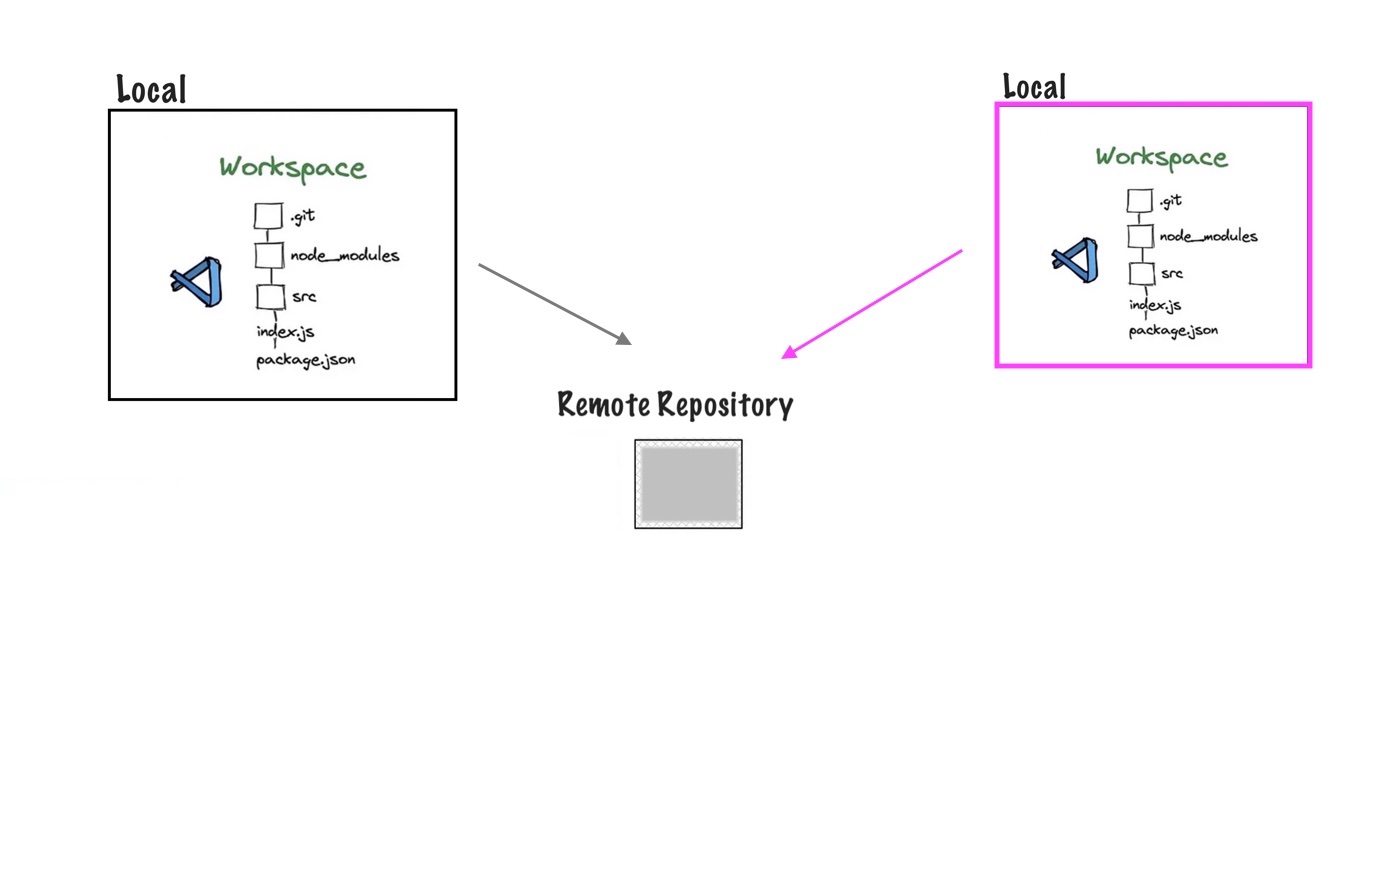 Local
Workspace
.git
node_modules
src
index.js
package.json
Local
Workspace
.git
node_modules
src
index.js
package.json
Remote Repository